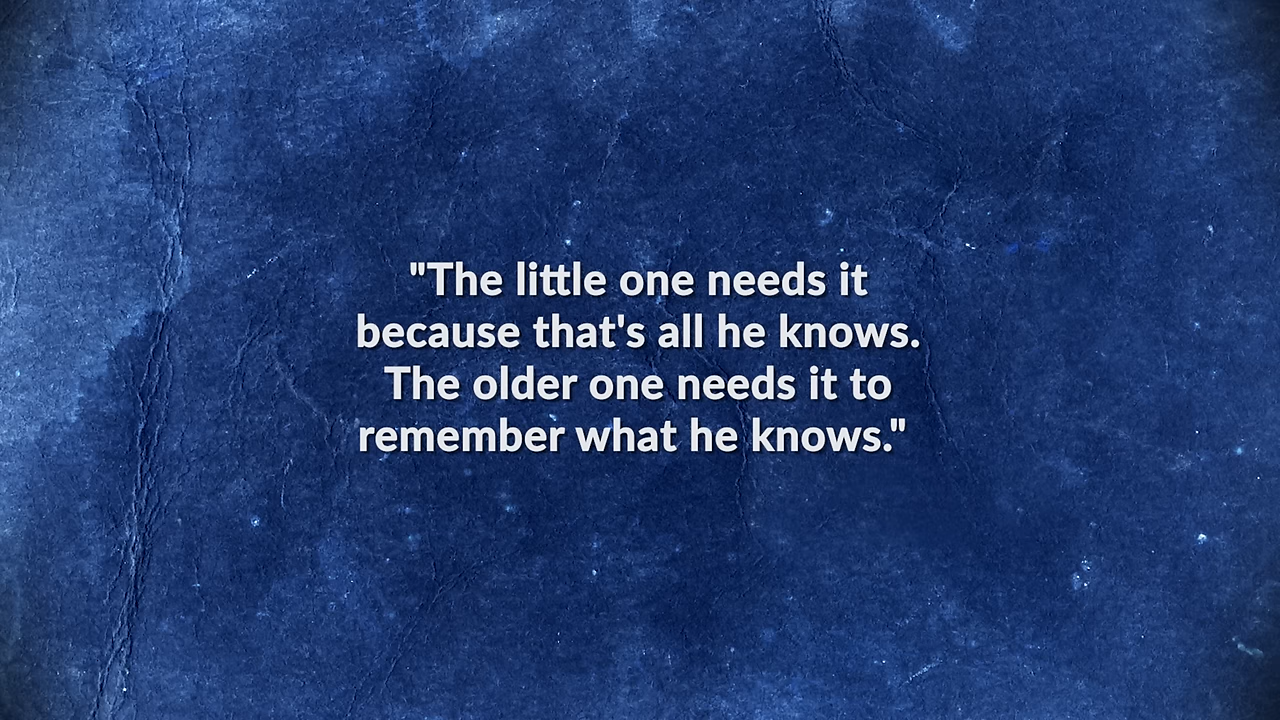 "The little one needs it
because that's all he knows.
The older one needs it to
remember what he knows."